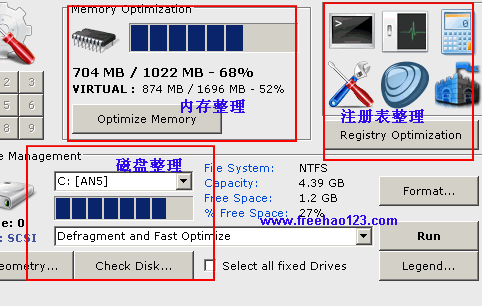 Memory Optimization
704 MB / 1022 MB - 68%
VIRTUAL : 874 MB / 1696 MB - 52%
内存整理
Optimize Memory
2 3
5 6
8 9
注册表整理
Registry Optimization
Management
磁盘整理
C: [AN5]
File System: NTFS
Capacity: 4.39 GB
Free Space: 1.2 GB
% Free Space: 27%
Format...
www.freehao123.com
e: 0
: SCSI
Defragment and Fast Optimize
Run
eometry...
Check Disk...
Select all fixed Drives
Legend...